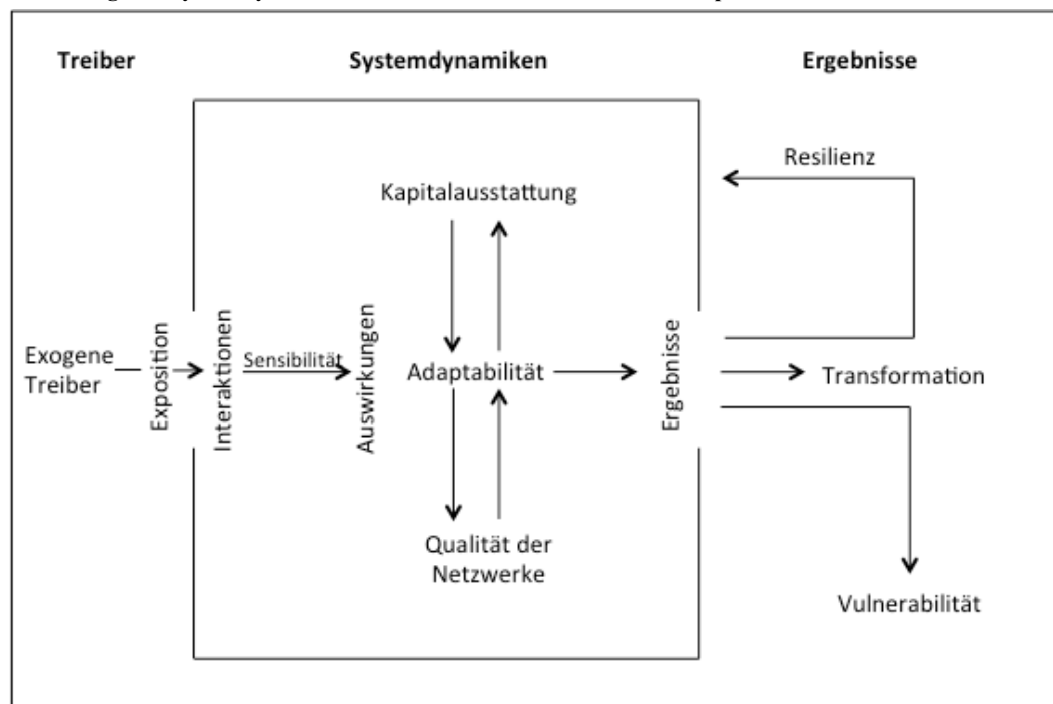 Treiber
Systemdynamiken
Ergebnisse
Resilienz
Kapitalausstattung
Exogene
Treiber
Exposition
Interaktionen
Sensibilität
Auswirkungen
Adaptabilität
Ergebnisse
Transformation
Qualität der
Netzwerke
Vulnerabilität